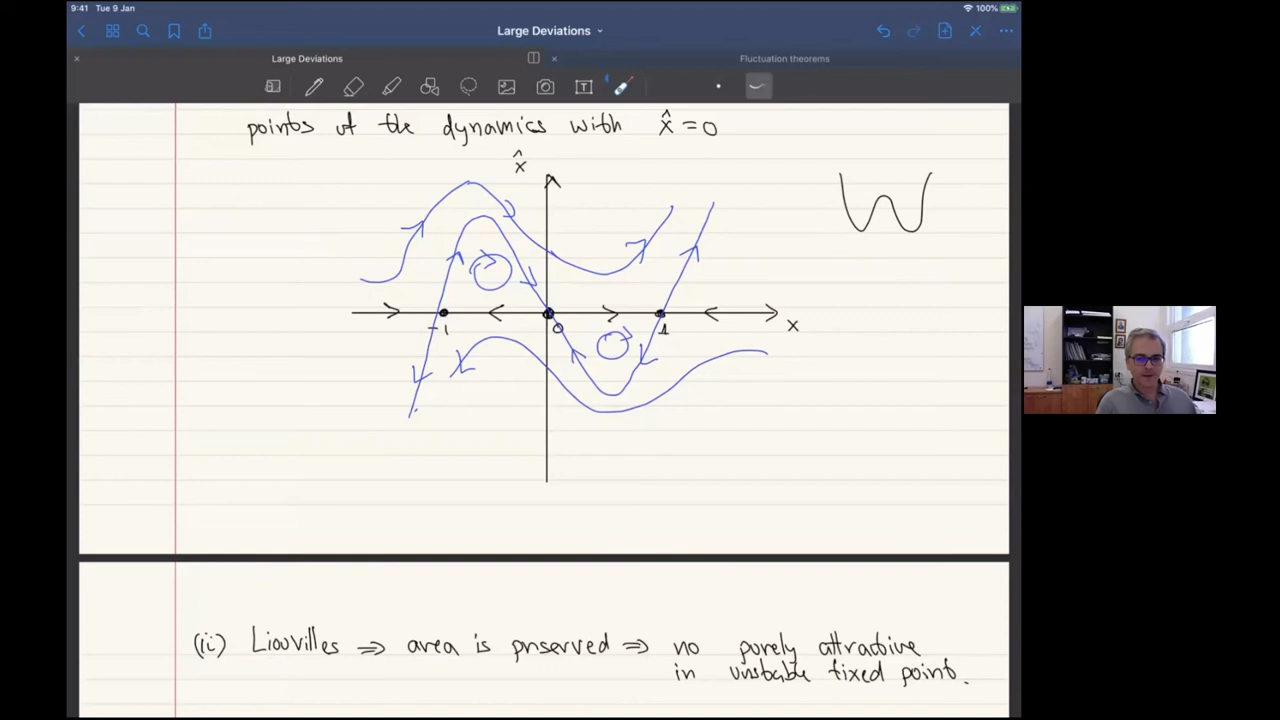 9:41 Tue 9 Jan
100%
Large Deviations
Large Deviations
Fluctuation theorems
points of the dynamics with x̂ = 0
x̂
-1
0
1
x
(ii) Liouvilles ⇒ area is preserved ⇒ no purely attractive
in unstable fixed point.